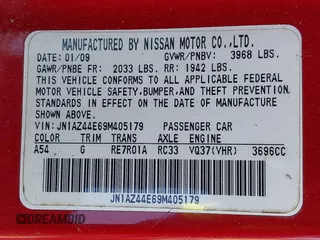 MANUFACTURED BY NISSAN MOTOR CO.,LTD.
DATE: 01/09 GVWR/PNBV: 3968 LBS.
GAWR/PNBE FR: 2033 LBS. RR: 1942 LBS.
THIS VEHICLE CONFORMS TO ALL APPLICABLE FEDERAL
MOTOR VEHICLE SAFETY,BUMPER,AND THEFT PREVENTION
STANDARDS IN EFFECT ON THE DATE OF MANUFACTURE
SHOWN ABOVE.
VIN: JN1AZ44E69M405179 PASSENGER CAR
COLOR TRIM TRANS AXLE ENGINE
A54 G RE7R01A RC33 VQ37(VHR) 3696CC
JN1AZ44E69M405179
DREAMBID